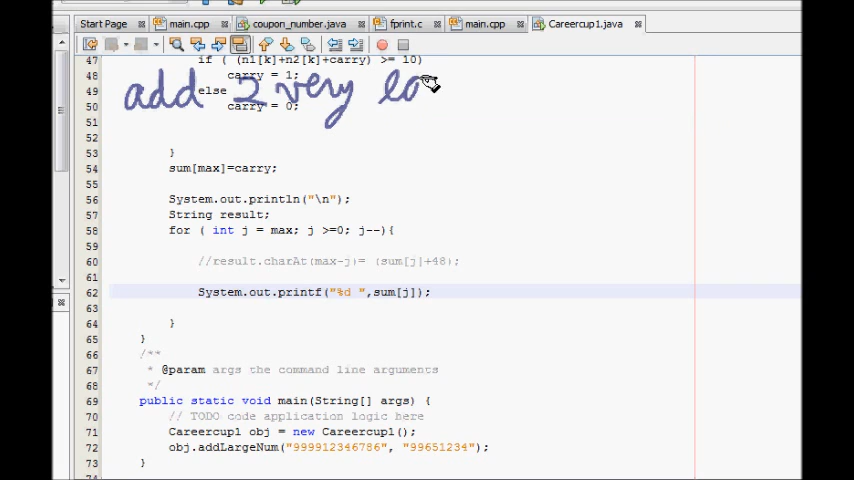 Start Page main.cpp coupon_number.java fprint.c main.cpp Careercup1.java
47 if ( (n1[k]+n2[k]+carry) >= 10)
48 carry = 1;
add 2 very lo
49 else
50 carry = 0;
51
52
53 }
54 sum[max]=carry;
55
56 System.out.println("\n");
57 String result;
58 for ( int j = max; j >=0; j--){
59
60 //result.charAt(max-j)= (sum[j]+48);
61
62 System.out.printf("%d ",sum[j]);
63
64 }
65 }
66 /**
67 * @param args the command line arguments
68 */
69 public static void main(String[] args) {
70 // TODO code application logic here
71 Careercup1 obj = new Careercup1();
72 obj.addLargeNum("999912346786", "99651234");
73 }